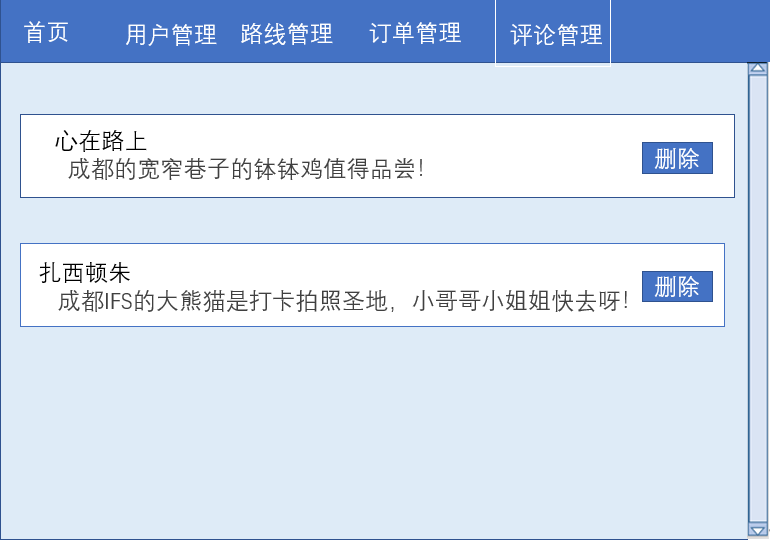 首页 用户管理 路线管理 订单管理 评论管理
心在路上
成都的宽窄巷子的钵钵鸡值得品尝！
删除
扎西顿朱
成都IFS的大熊猫是打卡拍照圣地，小哥哥小姐姐快去呀！
删除